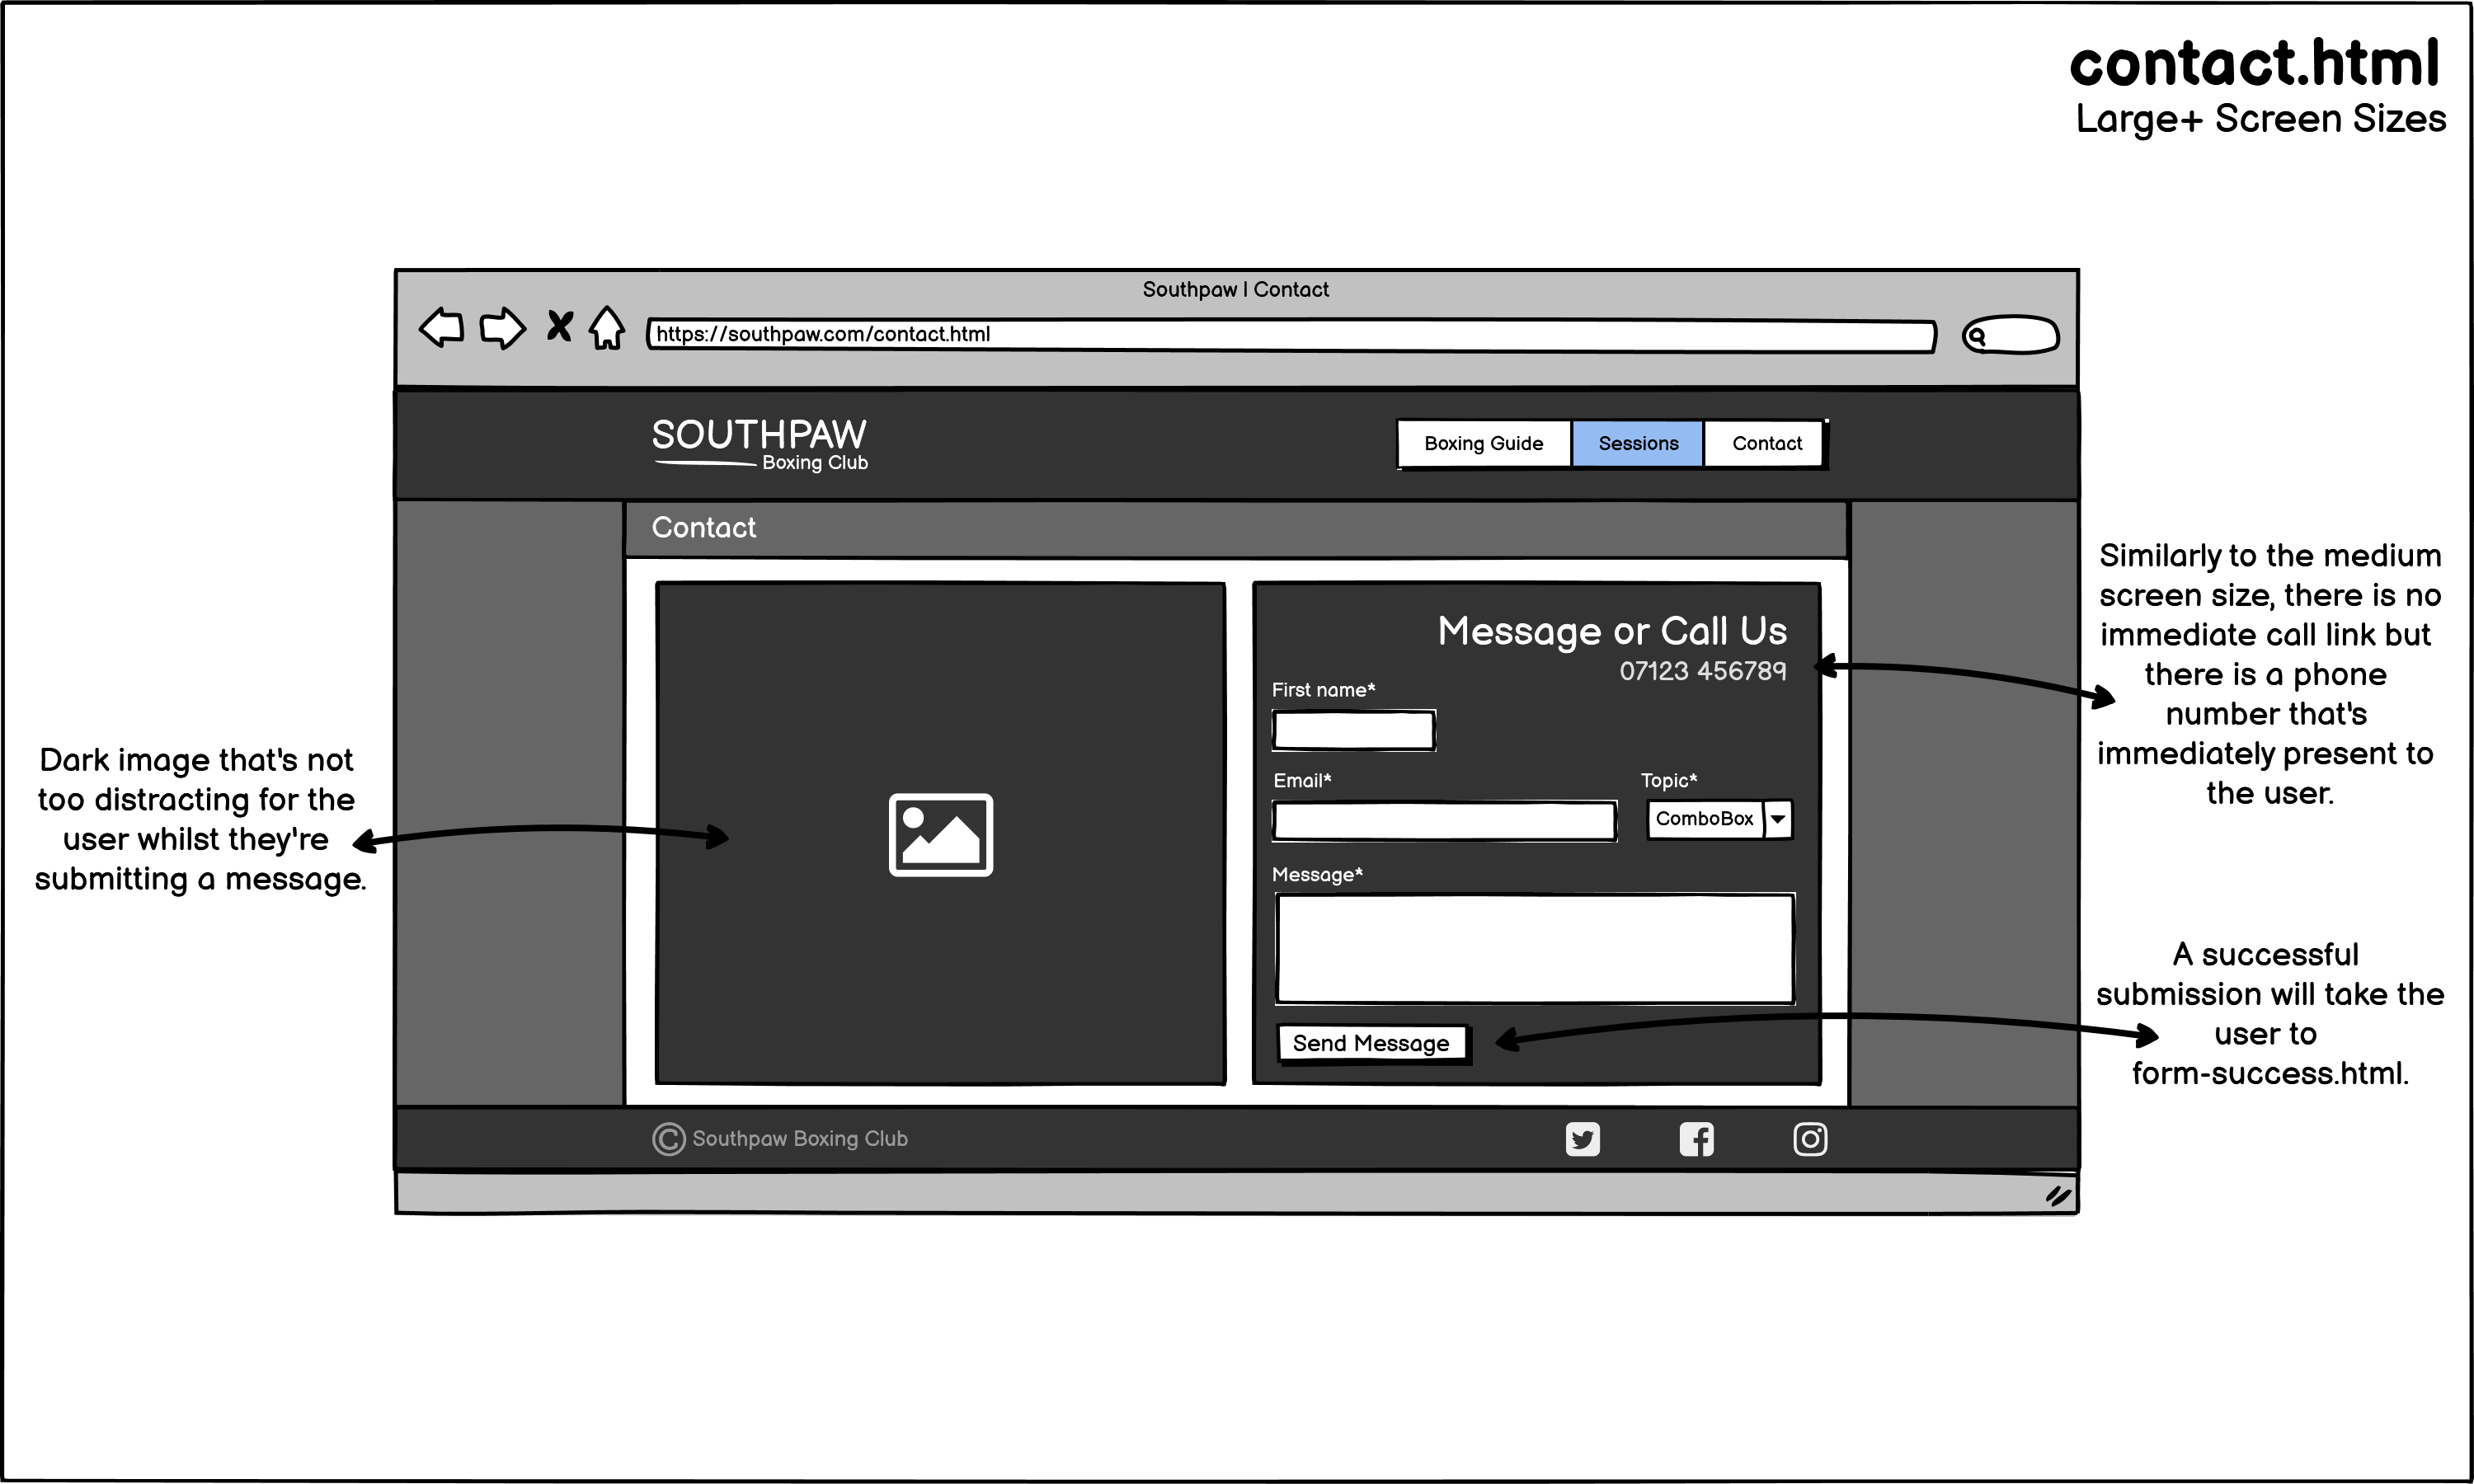 contact.html
Large+ Screen Sizes
Southpaw | Contact
https://southpaw.com/contact.html
SOUTHPAW
Boxing Club
Boxing Guide
Sessions
Contact
Contact
Message or Call Us
07123 456789
First name*
Email*
Topic*
ComboBox
Message*
Send Message
© Southpaw Boxing Club
Dark image that's not
too distracting for the
user whilst they're
submitting a message.
Similarly to the medium
screen size, there is no
immediate call link but
there is a phone
number that's
immediately present to
the user.
A successful
submission will take the
user to
form-success.html.